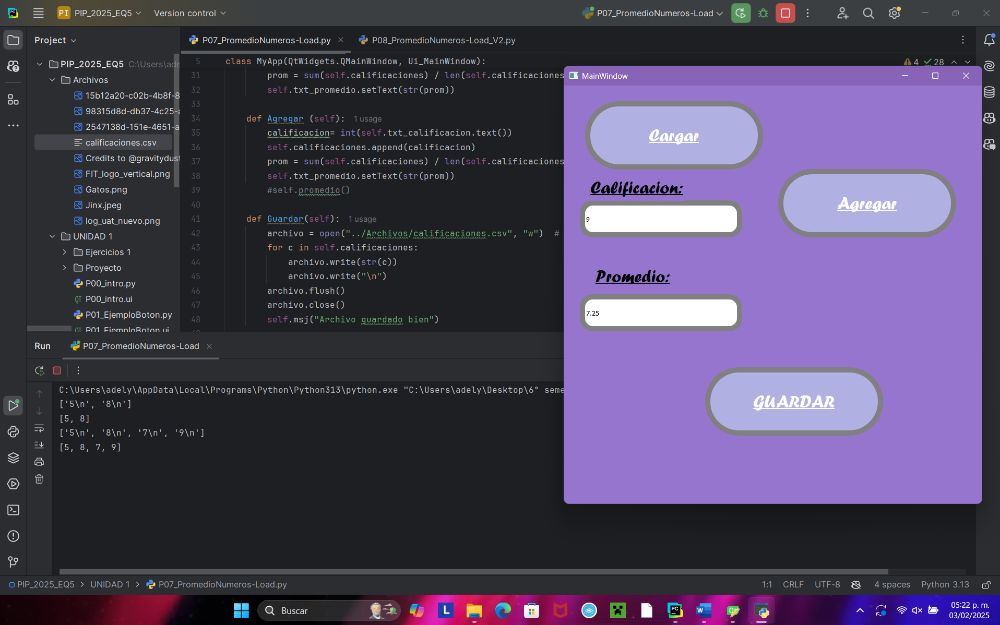 PI PIP_2025_EQ5 Version control
P07_PromedioNumeros-Load
Project
PIP_2025_EQ5 C:\Users\ade
Archivos
15b12a20-c02b-4b8f-8
98315d8d-db37-4c25-a
2547138d-151e-4651-a
calificaciones.csv
Credits to @gravitydust
FIT_logo_vertical.png
Gatos.png
Jinx.jpeg
log_uat_nuevo.png
UNIDAD 1
Ejercicios 1
Proyecto
P00_intro.py
P00_intro.ui
P01_EjemploBoton.py
P01_EjemploBoton.ui
P07_PromedioNumeros-Load.py P08_PromedioNumeros-Load_V2.py
4 28
5 class MyApp(QtWidgets.QMainWindow, Ui_MainWindow):
31 prom = sum(self.calificaciones) / len(self.calificaciones
32 self.txt_promedio.setText(str(prom))
33
34 def Agregar (self): 1 usage
35 calificacion= int(self.txt_calificacion.text())
36 self.calificaciones.append(calificacion)
37 prom = sum(self.calificaciones) / len(self.calificaciones
38 self.txt_promedio.setText(str(prom))
39 #self.promedio()
40
41 def Guardar(self): 1 usage
42 archivo = open("../Archivos/calificaciones.csv", "w") #
43 for c in self.calificaciones:
44 archivo.write(str(c))
45 archivo.write("\n")
46 archivo.flush()
47 archivo.close()
48 self.msj("Archivo guardado bien")
MainWindow
Cargar
Calificacion:
9
Agregar
Promedio:
7.25
GUARDAR
Run P07_PromedioNumeros-Load
C:\Users\adely\AppData\Local\Programs\Python\Python313\python.exe "C:\Users\adely\Desktop\6° seme
['5\n', '8\n']
[5, 8]
['5\n', '8\n', '7\n', '9\n']
[5, 8, 7, 9]
PIP_2025_EQ5 > UNIDAD 1 > P07_PromedioNumeros-Load.py
1:1 CRLF UTF-8 4 spaces Python 3.13
Buscar
05:22 p. m.
03/02/2025